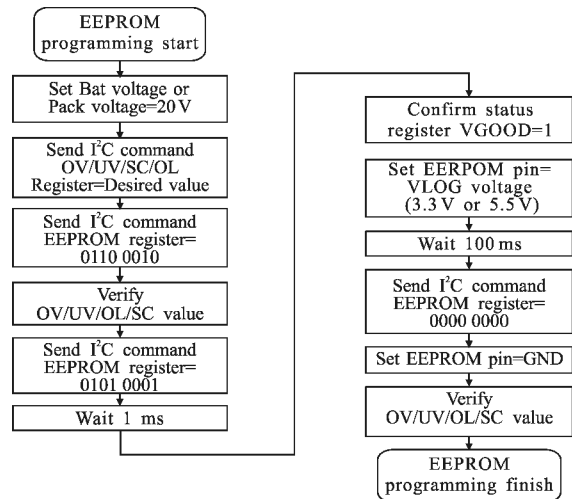 EEPROM
programming start
Set Bat voltage or
Pack voltage=20 V
Send I²C command
OV/UV/SC/OL
Register=Desired value
Send I²C command
EEPROM register=
0110 0010
Verify
OV/UV/OL/SC value
Send I²C command
EEPROM register=
0101 0001
Wait 1 ms
Confirm status
register VGOOD=1
Set EERPOM pin=
VLOG voltage
(3.3 V or 5.5 V)
Wait 100 ms
Send I²C command
EEPROM register=
0000 0000
Set EEPROM pin=GND
Verify
OV/UV/OL/SC value
EEPROM
programming finish